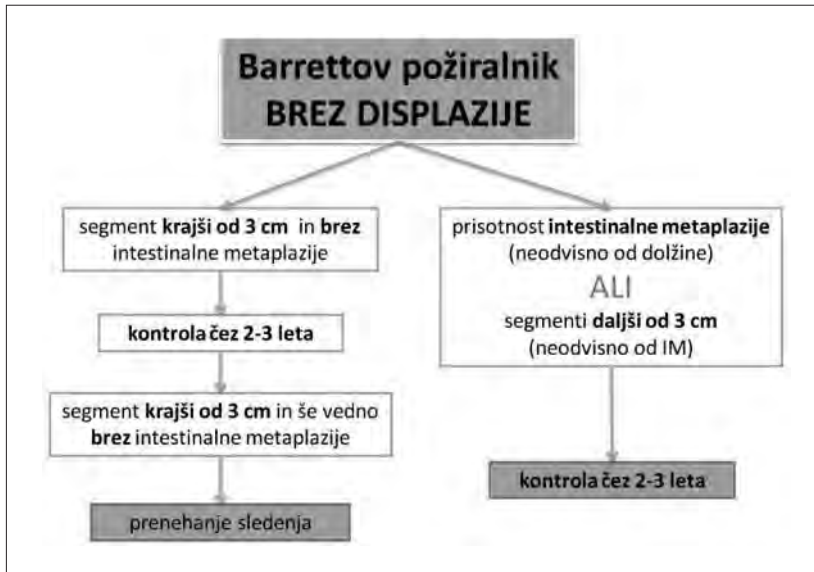 Barrettov požiralnik
BREZ DISPLAZIJE
segment krajši od 3 cm in brez
intestinalne metaplazije
kontrola čez 2-3 leta
segment krajši od 3 cm in še vedno
brez intestinalne metaplazije
prenehanje sledenja
prisotnost intestinalne metaplazije
(neodvisno od dolžine)
ALI
segmenti daljši od 3 cm
(neodvisno od IM)
kontrola čez 2-3 leta